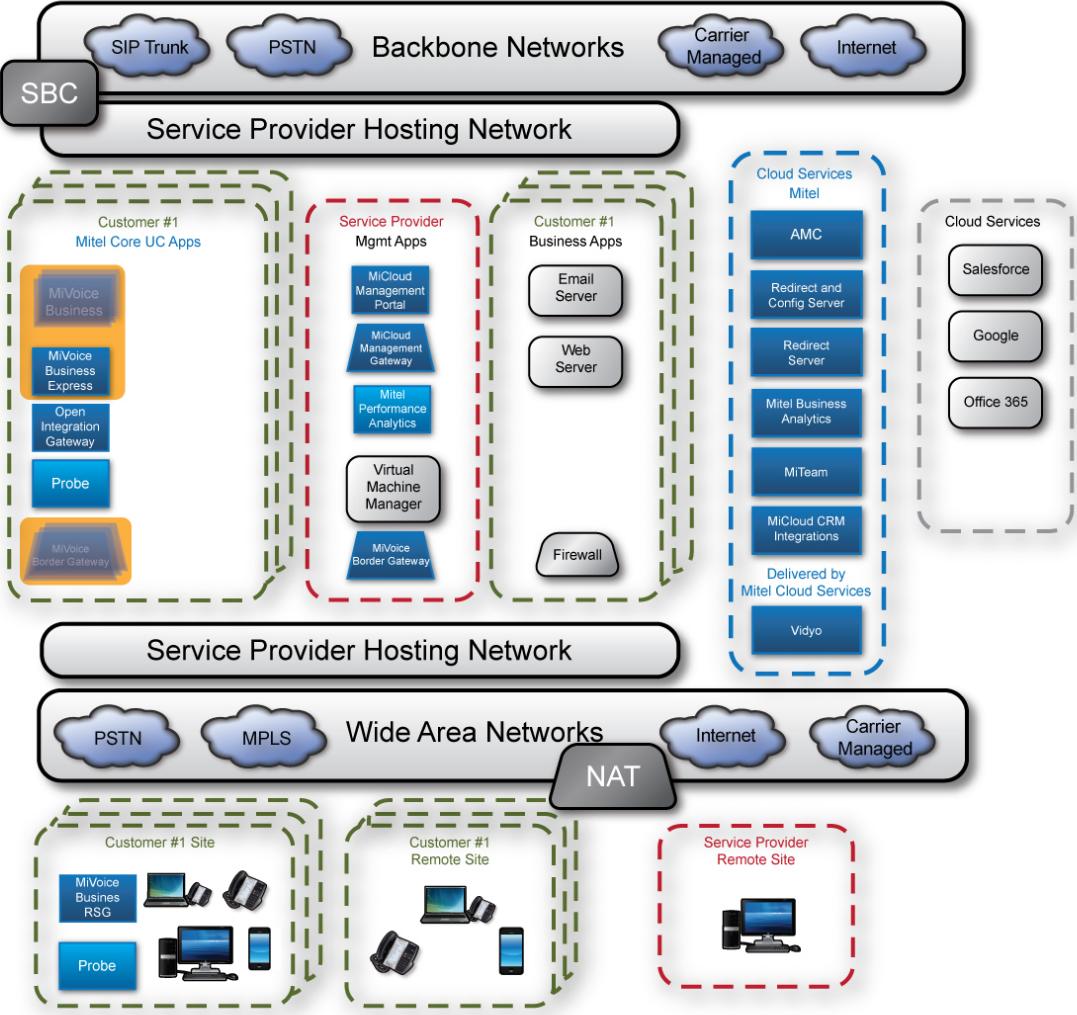 SIP Trunk
PSTN
Backbone Networks
Carrier
Managed
Internet
SBC
Service Provider Hosting Network
Customer #1
Mitel Core UC Apps
MiVoice
Business
MiVoice
Business
Express
Open
Integration
Gateway
Probe
MiVoice
Border Gateway
Service Provider
Mgmt Apps
MiCloud
Management
Portal
MiCloud
Management
Gateway
Mitel
Performance
Analytics
Virtual
Machine
Manager
MiVoice
Border Gateway
Customer #1
Business Apps
Email
Server
Web
Server
Firewall
Cloud Services
Mitel
AMC
Redirect and
Config Server
Redirect
Server
Mitel Business
Analytics
MiTeam
MiCloud CRM
Integrations
Delivered by
Mitel Cloud Services
Vidyo
Cloud Services
Salesforce
Google
Office 365
Service Provider Hosting Network
PSTN
MPLS
Wide Area Networks
Internet
Carrier
Managed
NAT
Customer #1 Site
MiVoice
Busines
RSG
Probe
Customer #1
Remote Site
Service Provider
Remote Site